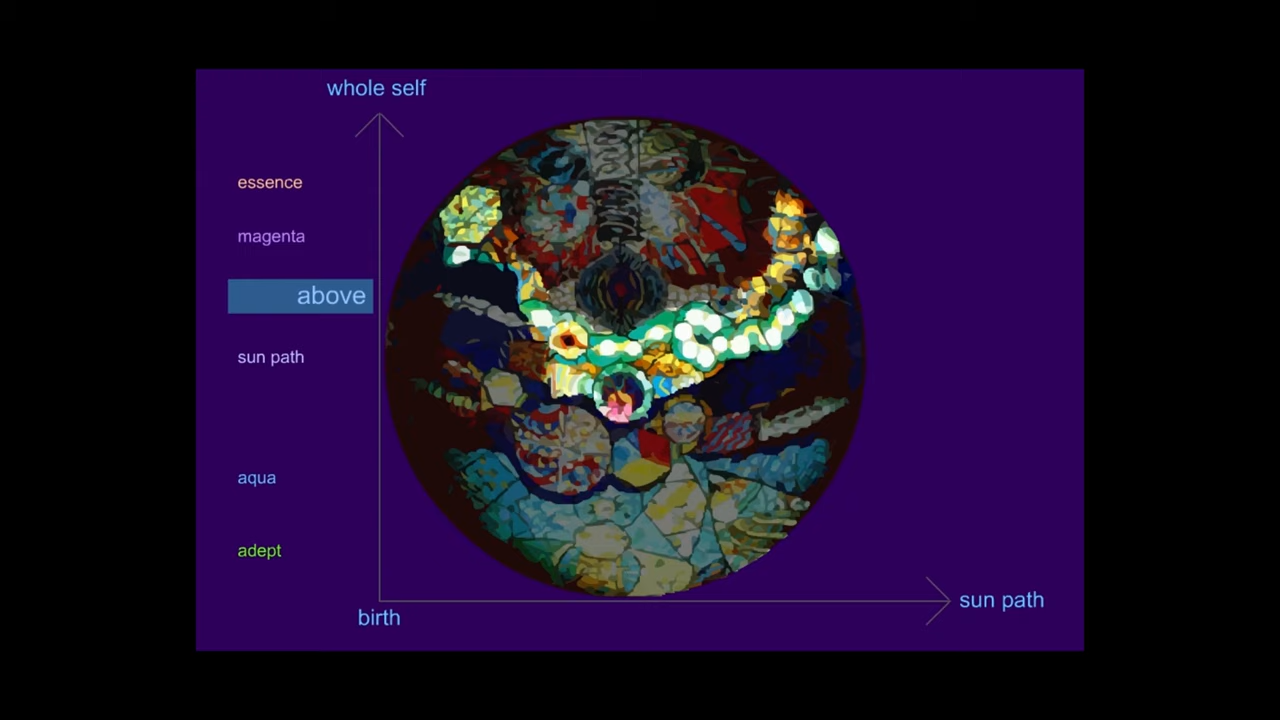 whole self
essence
magenta
above
sun path
aqua
adept
sun path
birth